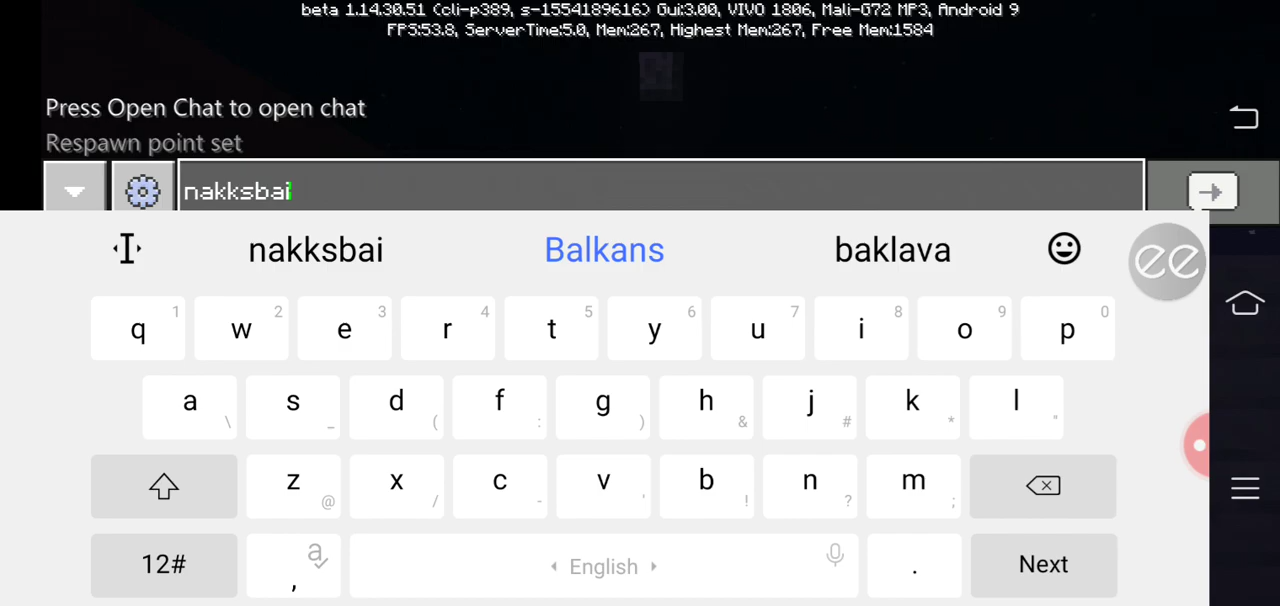 beta 1.14.30.51 (cli-p389, s-1554189616) Gui:3.00, VIVO 1806, Mali-G72 MP3, Android 9
FPS:53.8, ServerTime:5.0, Mem:267, Highest Mem:267, Free Mem:1584
Press Open Chat to open chat
Respawn point set
nakksbai
nakksbai Balkans baklava
ee
q 1 w 2 e 3 r 4 t 5 y 6 u 7 i 8 o 9 p 0
a \ s _ d ( f : g ) h & j # k * l "
z @ x / c - v ' b ! n ? m ;
12# a , English . Next